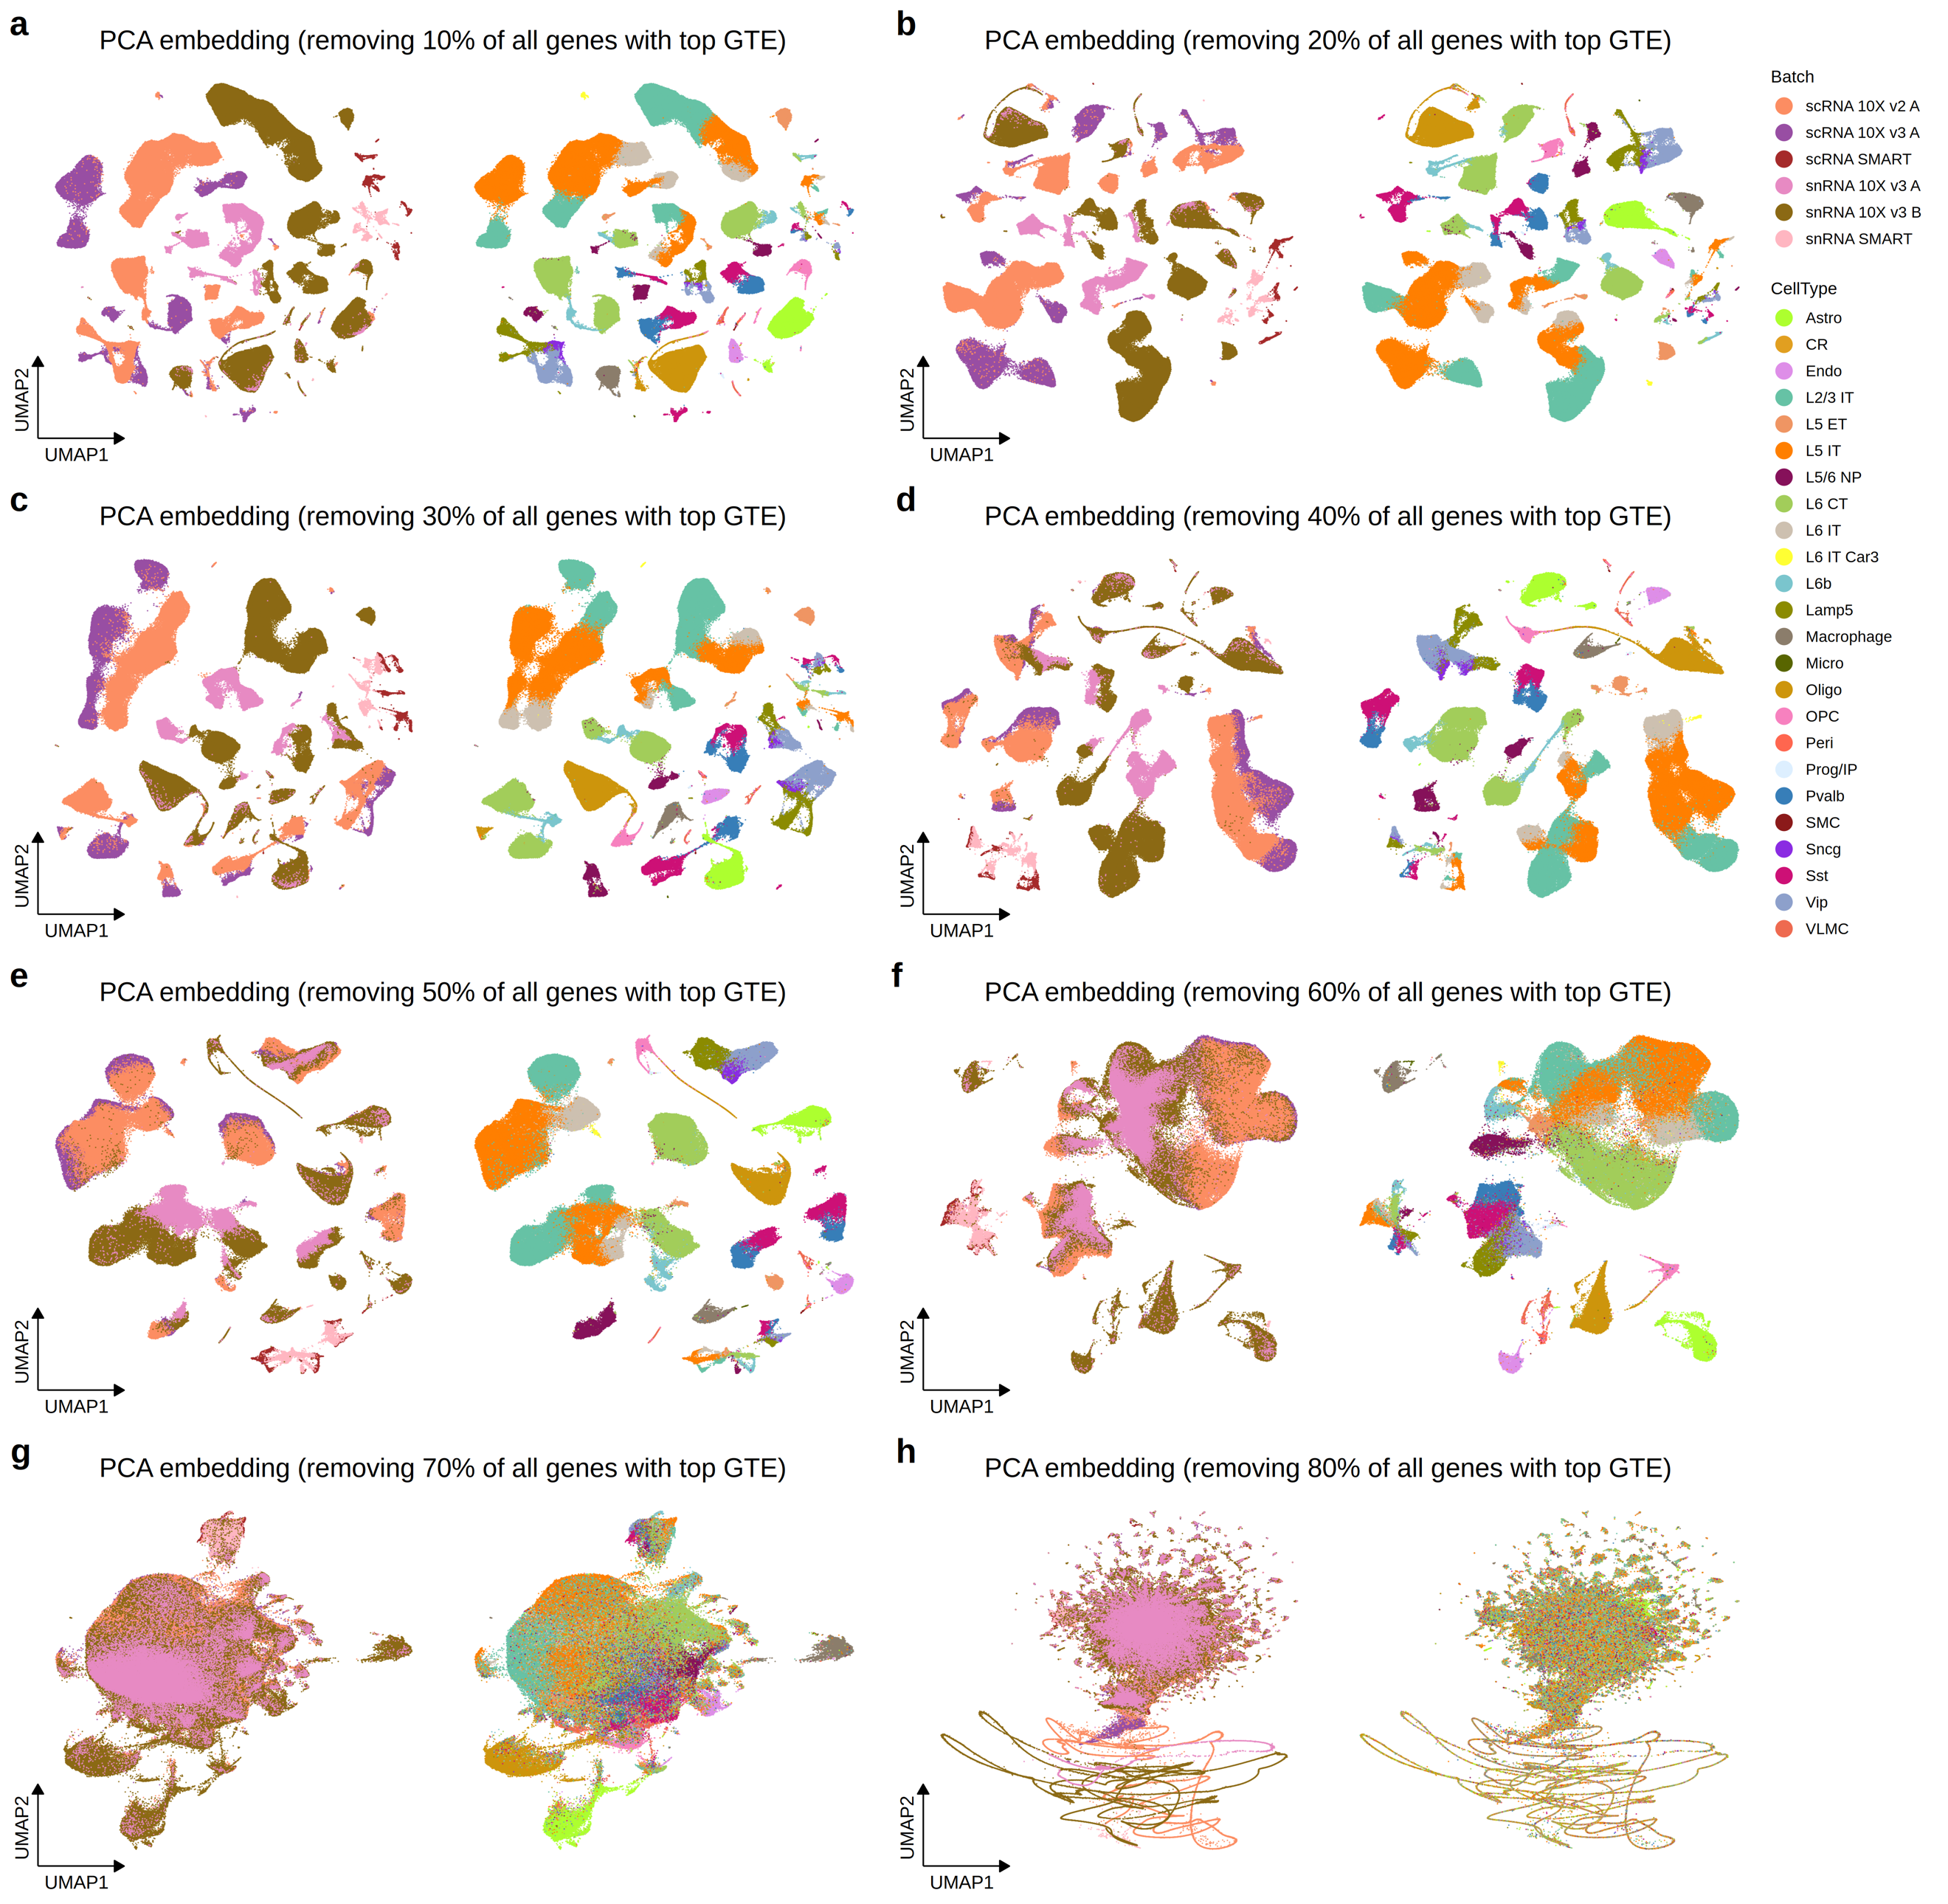 a
PCA embedding (removing 10% of all genes with top GTE)
UMAP2
UMAP1
b
PCA embedding (removing 20% of all genes with top GTE)
UMAP2
UMAP1
Batch
scRNA 10X v2 A
scRNA 10X v3 A
scRNA SMART
snRNA 10X v3 A
snRNA 10X v3 B
snRNA SMART
CellType
Astro
CR
Endo
L2/3 IT
L5 ET
L5 IT
L5/6 NP
L6 CT
L6 IT
L6 IT Car3
L6b
Lamp5
Macrophage
Micro
Oligo
OPC
Peri
Prog/IP
Pvalb
SMC
Sncg
Sst
Vip
VLMC
c
PCA embedding (removing 30% of all genes with top GTE)
UMAP2
UMAP1
d
PCA embedding (removing 40% of all genes with top GTE)
UMAP2
UMAP1
e
PCA embedding (removing 50% of all genes with top GTE)
UMAP2
UMAP1
f
PCA embedding (removing 60% of all genes with top GTE)
UMAP2
UMAP1
g
PCA embedding (removing 70% of all genes with top GTE)
UMAP2
UMAP1
h
PCA embedding (removing 80% of all genes with top GTE)
UMAP2
UMAP1